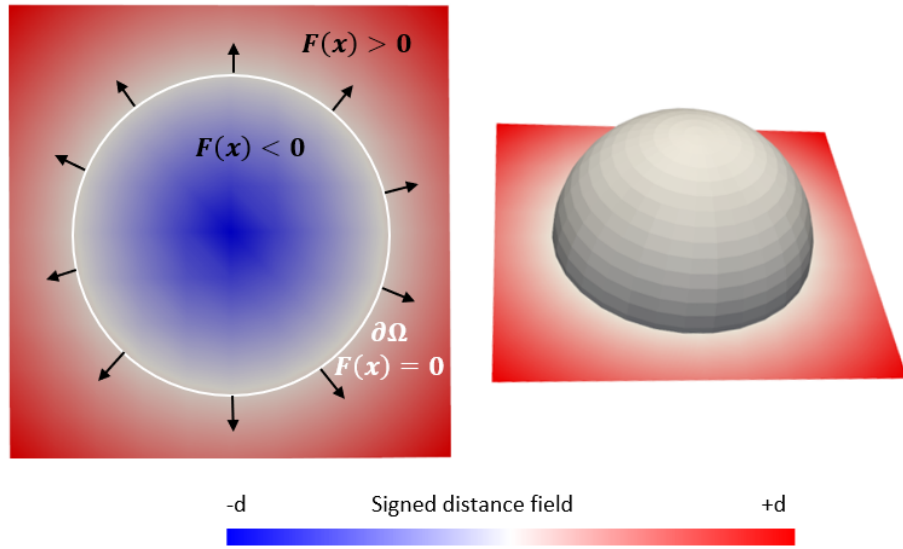 F(x) > 0
F(x) < 0
∂Ω
F(x) = 0
-d Signed distance field +d